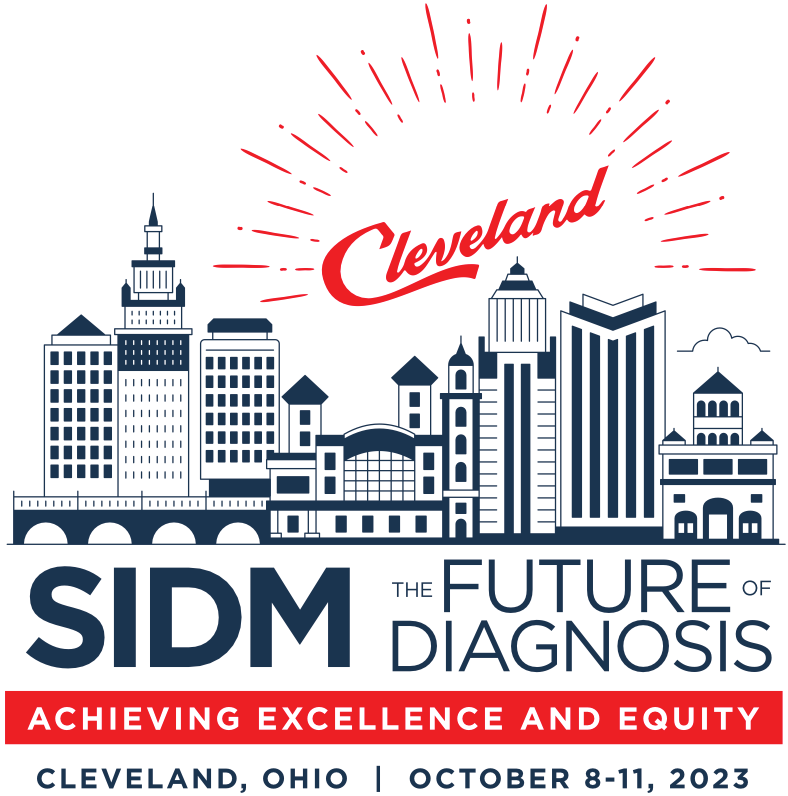 Cleveland
SIDM
THE FUTURE OF
DIAGNOSIS
ACHIEVING EXCELLENCE AND EQUITY
CLEVELAND, OHIO | OCTOBER 8-11, 2023